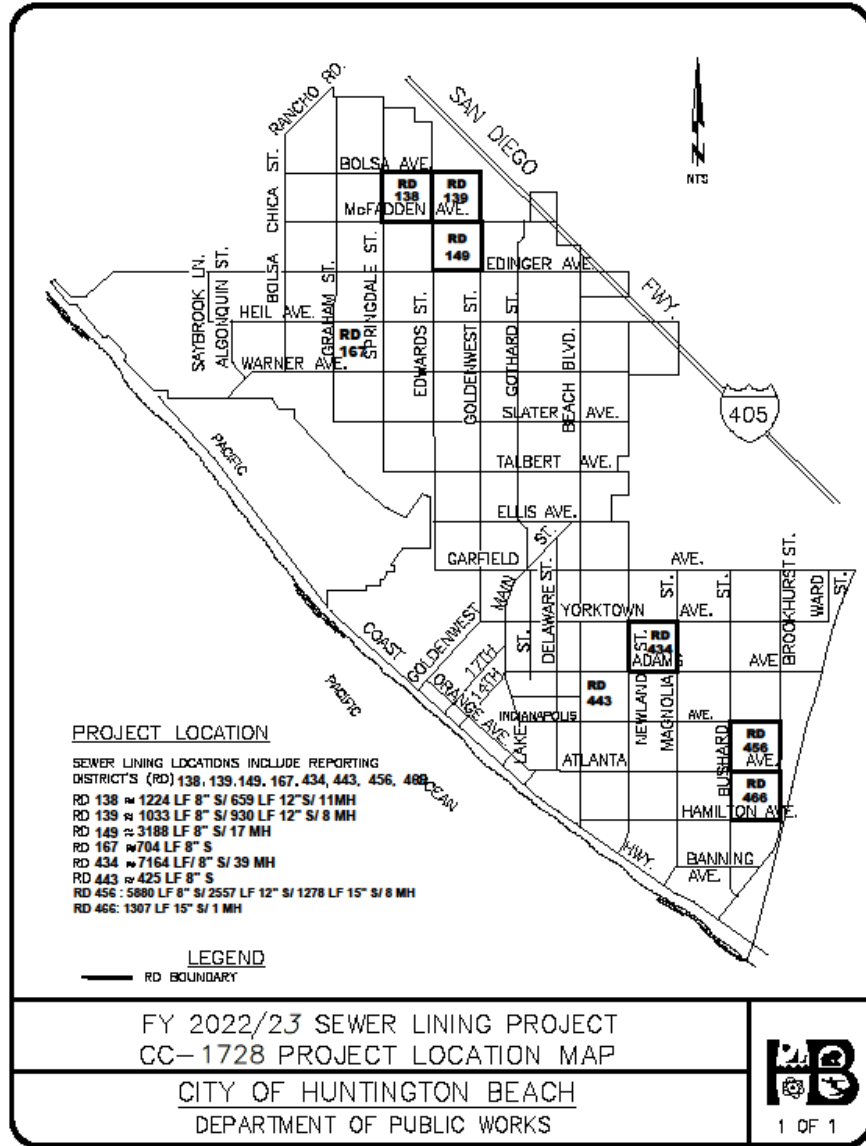 RANCHO RD.
SAN DIEGO
FWY.
405
NTS
BOLSA AVE.
RD 138
RD 139
McFADDEN AVE.
RD 149
EDINGER AVE.
HEIL AVE.
RD 167
WARNER AVE.
SLATER AVE.
TALBERT AVE.
ELLIS AVE.
GARFIELD AVE.
YORKTOWN AVE.
RD 434
ADAMS AVE
RD 443
INDIANAPOLIS AVE.
RD 456
ATLANTA AVE.
RD 466
HAMILTON AVE.
BANNING AVE.
SAYBROOK LN.
ALGONQUIN ST.
BOLSA CHICA ST.
GRAHAM ST.
SPRINGDALE ST.
EDWARDS ST.
GOLDENWEST ST.
GOTHARD ST.
BEACH BLVD.
MAIN ST.
DELAWARE ST.
LAKE ST.
NEWLAND ST.
MAGNOLIA ST.
BUSHARD ST.
BROOKHURST ST.
WARD ST.
GOLDENWEST
17TH
14TH
ORANGE AVE.
PACIFIC COAST HWY.
PACIFIC OCEAN
PROJECT LOCATION
SEWER LINING LOCATIONS INCLUDE REPORTING
DISTRICT'S (RD) 138, 139.149. 167. 434, 443, 456,
RD 138 ≈ 1224 LF 8" S/ 659 LF 12"S/ 11MH
RD 139 ≈ 1033 LF 8" S/ 930 LF 12" S/ 8 MH
RD 149 ≈ 3188 LF 8" S/ 17 MH
RD 167 ≈704 LF 8" S
RD 434 ≈ 7164 LF/ 8" S/ 39 MH
RD 443 ≈ 425 LF 8" S
RD 456 : 5880 LF 8" S/ 2557 LF 12" S/ 1278 LF 15" S/ 8 MH
RD 466: 1307 LF 15" S/ 1 MH
LEGEND
RD BOUNDARY
FY 2022/23 SEWER LINING PROJECT
CC-1728 PROJECT LOCATION MAP
CITY OF HUNTINGTON BEACH
DEPARTMENT OF PUBLIC WORKS
HB
1 OF 1